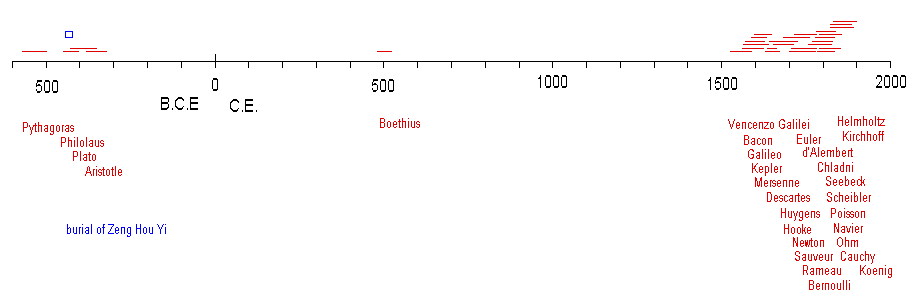 500 0 500 1000 1500 2000
B.C.E C.E.
Pythagoras
Philolaus
Plato
Aristotle
burial of Zeng Hou Yi
Boethius
Vencenzo Galilei
Bacon
Galileo
Kepler
Mersenne
Descartes
Huygens
Hooke
Newton
Sauveur
Rameau
Bernoulli
Euler
d'Alembert
Chladni
Seebeck
Scheibler
Poisson
Navier
Ohm
Cauchy
Koenig
Helmholtz
Kirchhoff